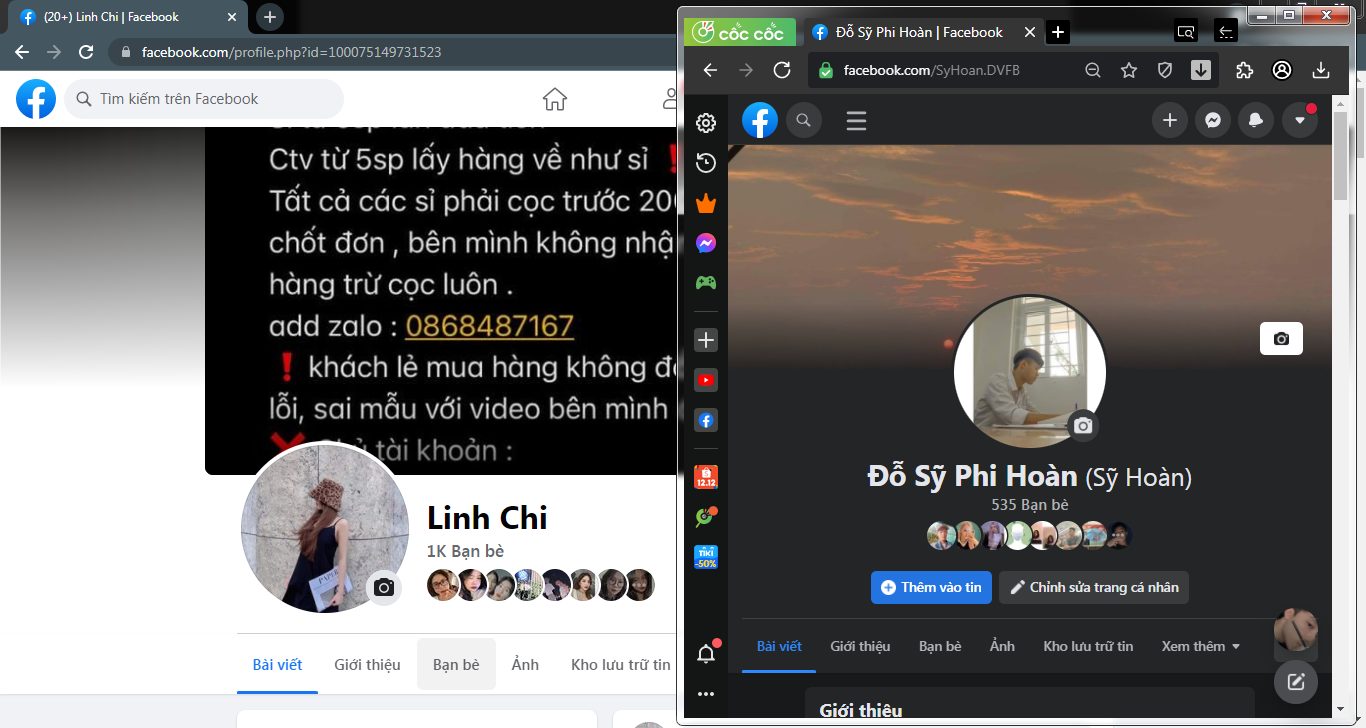 (20+) Linh Chi | Facebook
facebook.com/profile.php?id=100075149731523
Tìm kiếm trên Facebook
Ctv từ 5sp lấy hàng về như sỉ ❗
Tất cả các sỉ phải cọc trước 20
chốt đơn , bên mình không nhậ
hàng trừ cọc luôn .
add zalo : 0868487167
❗ khách lẻ mua hàng không đ
lỗi, sai mẫu với video bên mình
❌ Chủ tài khoản :
Linh Chi
1K Bạn bè
Bài viết
Giới thiệu
Bạn bè
Ảnh
Kho lưu trữ tin
CỐC CỐC
Đỗ Sỹ Phi Hoàn | Facebook
facebook.com/SyHoan.DVFB
12.12
TIKI
-50%
PAPER
Đỗ Sỹ Phi Hoàn (Sỹ Hoàn)
535 Bạn bè
Thêm vào tin
Chỉnh sửa trang cá nhân
Bài viết
Giới thiệu
Bạn bè
Ảnh
Kho lưu trữ tin
Xem thêm
Giới thiệu